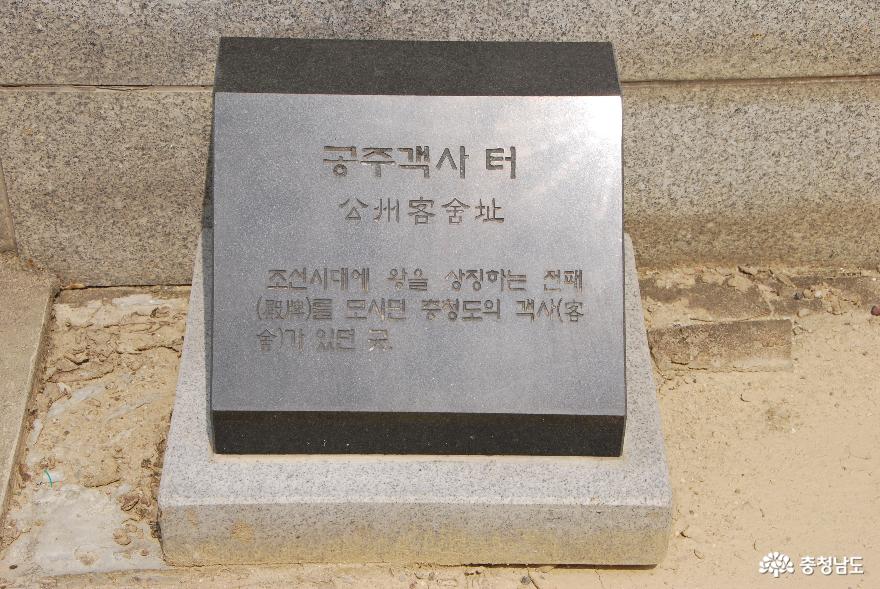 공주객사 터
公州客舍址
조선시대에 왕을 상징하는 전패
(殿牌)를 모시던 충청도의 객사(客
舍)가 있던 곳.
충청남도